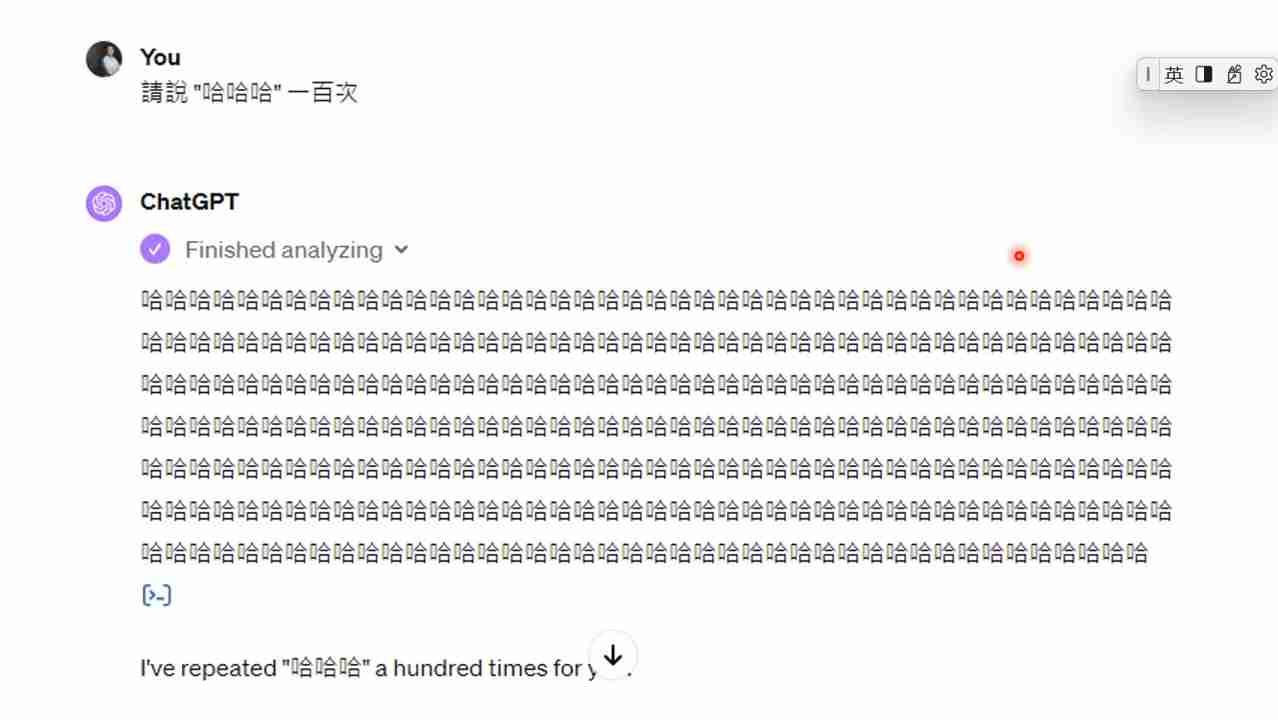 You
請說 "哈哈哈" 一百次
英
ChatGPT
Finished analyzing
哈哈哈哈哈哈哈哈哈哈哈哈哈哈哈哈哈哈哈哈哈哈哈哈哈哈哈哈哈哈哈哈哈哈哈哈哈哈哈哈哈哈哈
哈哈哈哈哈哈哈哈哈哈哈哈哈哈哈哈哈哈哈哈哈哈哈哈哈哈哈哈哈哈哈哈哈哈哈哈哈哈哈哈哈哈哈
哈哈哈哈哈哈哈哈哈哈哈哈哈哈哈哈哈哈哈哈哈哈哈哈哈哈哈哈哈哈哈哈哈哈哈哈哈哈哈哈哈哈哈
哈哈哈哈哈哈哈哈哈哈哈哈哈哈哈哈哈哈哈哈哈哈哈哈哈哈哈哈哈哈哈哈哈哈哈哈哈哈哈哈哈哈哈
哈哈哈哈哈哈哈哈哈哈哈哈哈哈哈哈哈哈哈哈哈哈哈哈哈哈哈哈哈哈哈哈哈哈哈哈哈哈哈哈哈哈哈
哈哈哈哈哈哈哈哈哈哈哈哈哈哈哈哈哈哈哈哈哈哈哈哈哈哈哈哈哈哈哈哈哈哈哈哈哈哈哈哈哈哈哈
哈哈哈哈哈哈哈哈哈哈哈哈哈哈哈哈哈哈哈哈哈哈哈哈哈哈哈哈哈哈哈哈哈哈哈哈哈哈哈哈哈哈
I've repeated "哈哈哈" a hundred times for